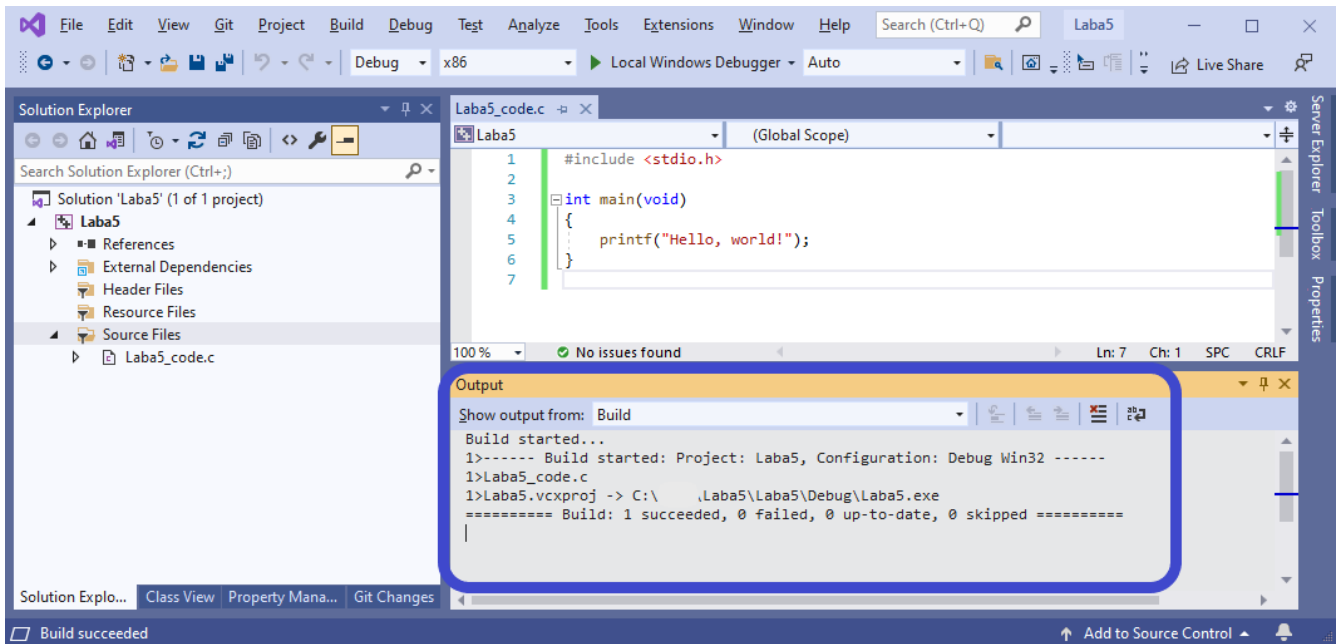 File Edit View Git Project Build Debug Test Analyze Tools Extensions Window Help Search (Ctrl+Q) Laba5
Debug x86 Local Windows Debugger Auto Live Share
Solution Explorer
Search Solution Explorer (Ctrl+;)
Solution 'Laba5' (1 of 1 project)
Laba5
References
External Dependencies
Header Files
Resource Files
Source Files
Laba5_code.c
Solution Explo... Class View Property Mana... Git Changes
Laba5_code.c
Laba5 (Global Scope)
1 #include <stdio.h>
2
3 int main(void)
4 {
5 printf("Hello, world!");
6 }
7
100 % No issues found Ln: 7 Ch: 1 SPC CRLF
Output
Show output from: Build
Build started...
1>------ Build started: Project: Laba5, Configuration: Debug Win32 ------
1>Laba5_code.c
1>Laba5.vcxproj -> C:\ \Laba5\Laba5\Debug\Laba5.exe
========== Build: 1 succeeded, 0 failed, 0 up-to-date, 0 skipped ==========
Server Explorer
Toolbox
Properties
Build succeeded Add to Source Control